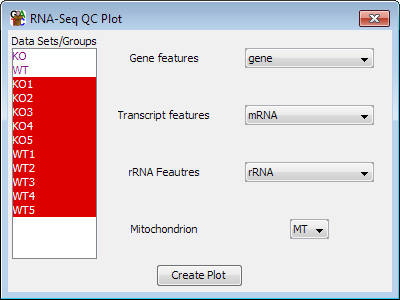 RNA-Seq QC Plot
Data Sets/Groups
KO
WT
KO1
KO2
KO3
KO4
KO5
WT1
WT2
WT3
WT4
WT5
Gene features
gene
Transcript features
mRNA
rRNA Feautres
rRNA
Mitochondrion
MT
Create Plot